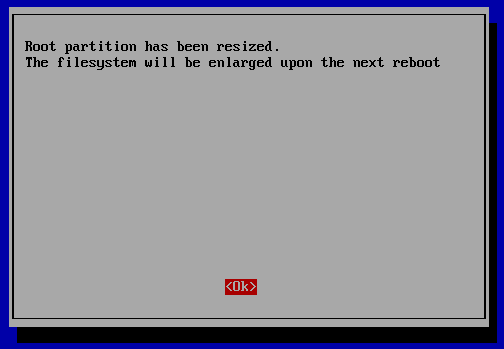 Root partition has been resized.
The filesystem will be enlarged upon the next reboot
<Ok>